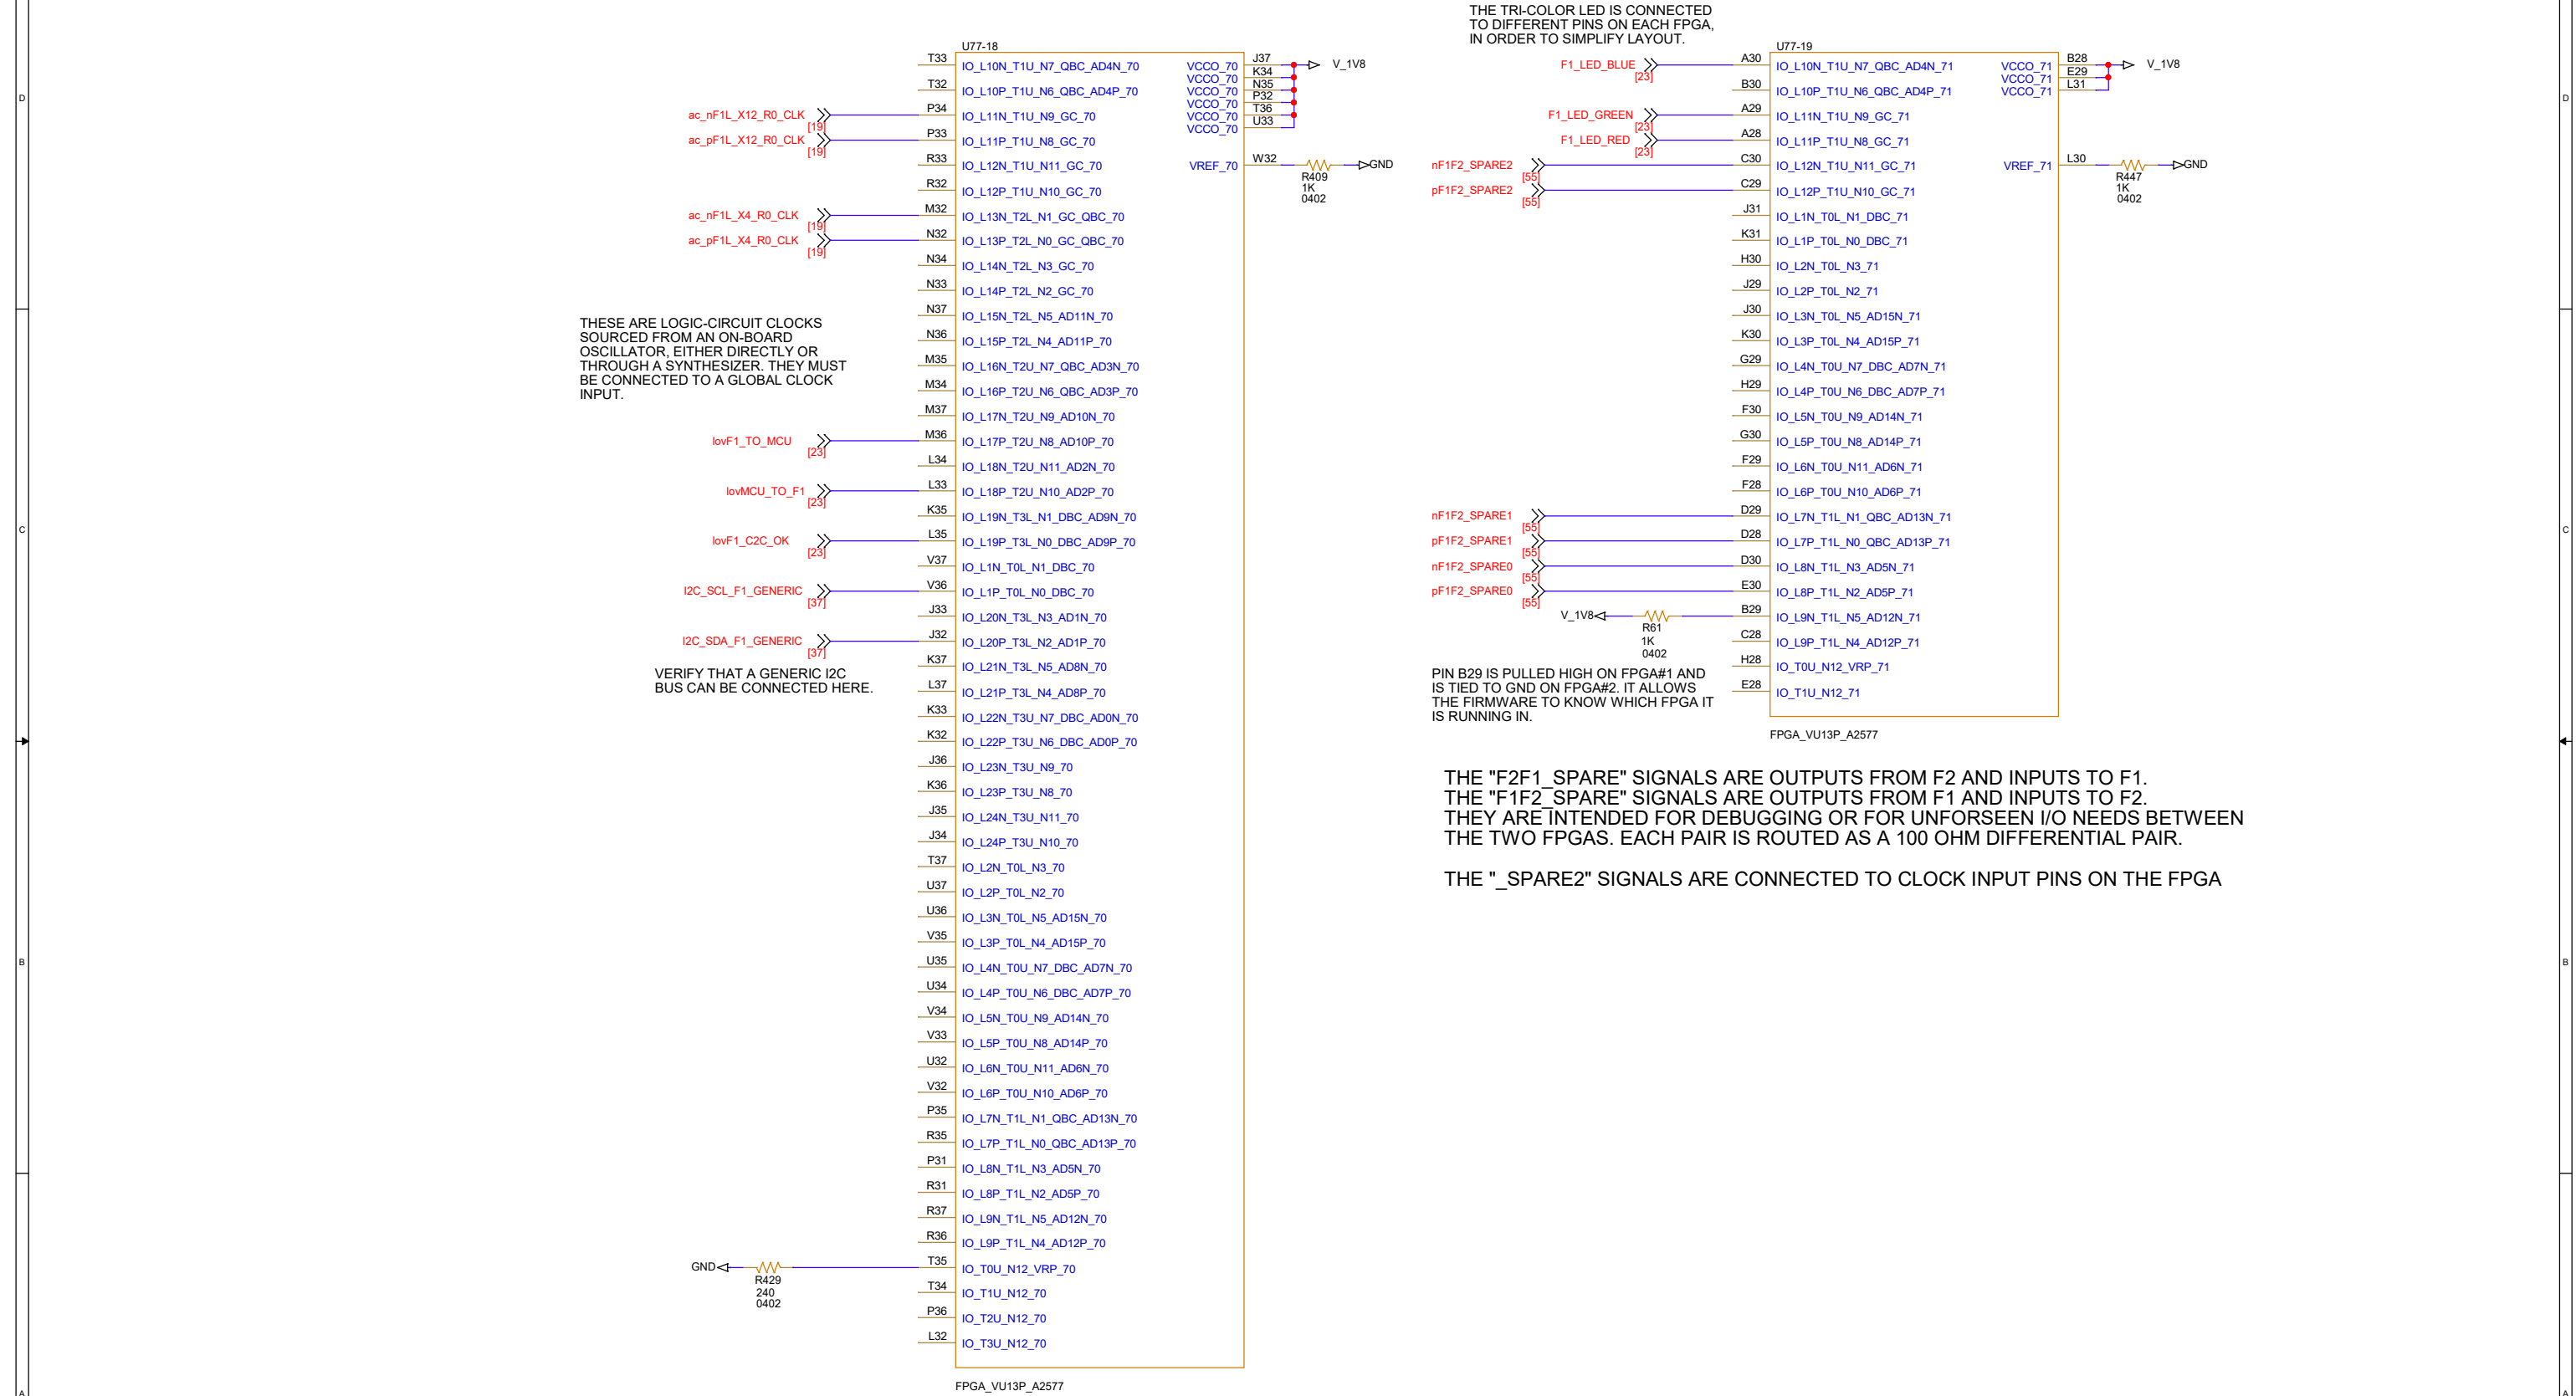 THE TRI-COLOR LED IS CONNECTED
TO DIFFERENT PINS ON EACH FPGA,
IN ORDER TO SIMPLIFY LAYOUT.
U77-18
T33 IO_L10N_T1U_N7_QBC_AD4N_70
T32 IO_L10P_T1U_N6_QBC_AD4P_70
ac_nF1L_X12_R0_CLK [19] P34 IO_L11N_T1U_N9_GC_70
ac_pF1L_X12_R0_CLK [19] P33 IO_L11P_T1U_N8_GC_70
R33 IO_L12N_T1U_N11_GC_70
R32 IO_L12P_T1U_N10_GC_70
ac_nF1L_X4_R0_CLK [19] M32 IO_L13N_T2L_N1_GC_QBC_70
ac_pF1L_X4_R0_CLK [19] N32 IO_L13P_T2L_N0_GC_QBC_70
N34 IO_L14N_T2L_N3_GC_70
N33 IO_L14P_T2L_N2_GC_70
N37 IO_L15N_T2L_N5_AD11N_70
N36 IO_L15P_T2L_N4_AD11P_70
M35 IO_L16N_T2U_N7_QBC_AD3N_70
M34 IO_L16P_T2U_N6_QBC_AD3P_70
M37 IO_L17N_T2U_N9_AD10N_70
lovF1_TO_MCU [23] M36 IO_L17P_T2U_N8_AD10P_70
L34 IO_L18N_T2U_N11_AD2N_70
lovMCU_TO_F1 [23] L33 IO_L18P_T2U_N10_AD2P_70
K35 IO_L19N_T3L_N1_DBC_AD9N_70
lovF1_C2C_OK [23] L35 IO_L19P_T3L_N0_DBC_AD9P_70
V37 IO_L1N_T0L_N1_DBC_70
I2C_SCL_F1_GENERIC [37] V36 IO_L1P_T0L_N0_DBC_70
J33 IO_L20N_T3L_N3_AD1N_70
I2C_SDA_F1_GENERIC [37] J32 IO_L20P_T3L_N2_AD1P_70
K37 IO_L21N_T3L_N5_AD8N_70
L37 IO_L21P_T3L_N4_AD8P_70
K33 IO_L22N_T3U_N7_DBC_AD0N_70
K32 IO_L22P_T3U_N6_DBC_AD0P_70
J36 IO_L23N_T3U_N9_70
K36 IO_L23P_T3U_N8_70
J35 IO_L24N_T3U_N11_70
J34 IO_L24P_T3U_N10_70
T37 IO_L2N_T0L_N3_70
U37 IO_L2P_T0L_N2_70
U36 IO_L3N_T0L_N5_AD15N_70
V35 IO_L3P_T0L_N4_AD15P_70
U35 IO_L4N_T0U_N7_DBC_AD7N_70
U34 IO_L4P_T0U_N6_DBC_AD7P_70
V34 IO_L5N_T0U_N9_AD14N_70
V33 IO_L5P_T0U_N8_AD14P_70
U32 IO_L6N_T0U_N11_AD6N_70
V32 IO_L6P_T0U_N10_AD6P_70
P35 IO_L7N_T1L_N1_QBC_AD13N_70
R35 IO_L7P_T1L_N0_QBC_AD13P_70
P31 IO_L8N_T1L_N3_AD5N_70
R31 IO_L8P_T1L_N2_AD5P_70
R37 IO_L9N_T1L_N5_AD12N_70
R36 IO_L9P_T1L_N4_AD12P_70
GND T35 IO_T0U_N12_VRP_70
R429
240
0402
T34 IO_T1U_N12_70
P36 IO_T2U_N12_70
L32 IO_T3U_N12_70
FPGA_VU13P_A2577
VCCO_70 J37 V_1V8
VCCO_70 K34
VCCO_70 N35
VCCO_70 P32
VCCO_70 T36
VCCO_70 U33
VREF_70 W32 GND
R409
1K
0402
THESE ARE LOGIC-CIRCUIT CLOCKS
SOURCED FROM AN ON-BOARD
OSCILLATOR, EITHER DIRECTLY OR
THROUGH A SYNTHESIZER. THEY MUST
BE CONNECTED TO A GLOBAL CLOCK
INPUT.
VERIFY THAT A GENERIC I2C
BUS CAN BE CONNECTED HERE.
U77-19
F1_LED_BLUE [23] A30 IO_L10N_T1U_N7_QBC_AD4N_71
B30 IO_L10P_T1U_N6_QBC_AD4P_71
F1_LED_GREEN [23] A29 IO_L11N_T1U_N9_GC_71
F1_LED_RED [23] A28 IO_L11P_T1U_N8_GC_71
nF1F2_SPARE2 [55] C30 IO_L12N_T1U_N11_GC_71
pF1F2_SPARE2 [55] C29 IO_L12P_T1U_N10_GC_71
J31 IO_L1N_T0L_N1_DBC_71
K31 IO_L1P_T0L_N0_DBC_71
H30 IO_L2N_T0L_N3_71
J29 IO_L2P_T0L_N2_71
J30 IO_L3N_T0L_N5_AD15N_71
K30 IO_L3P_T0L_N4_AD15P_71
G29 IO_L4N_T0U_N7_DBC_AD7N_71
H29 IO_L4P_T0U_N6_DBC_AD7P_71
F30 IO_L5N_T0U_N9_AD14N_71
G30 IO_L5P_T0U_N8_AD14P_71
F29 IO_L6N_T0U_N11_AD6N_71
F28 IO_L6P_T0U_N10_AD6P_71
nF1F2_SPARE1 [55] D29 IO_L7N_T1L_N1_QBC_AD13N_71
pF1F2_SPARE1 [55] D28 IO_L7P_T1L_N0_QBC_AD13P_71
nF1F2_SPARE0 [55] D30 IO_L8N_T1L_N3_AD5N_71
pF1F2_SPARE0 [55] E30 IO_L8P_T1L_N2_AD5P_71
V_1V8 B29 IO_L9N_T1L_N5_AD12N_71
R61
1K
0402
C28 IO_L9P_T1L_N4_AD12P_71
H28 IO_T0U_N12_VRP_71
E28 IO_T1U_N12_71
FPGA_VU13P_A2577
VCCO_71 B28 V_1V8
VCCO_71 E29
VCCO_71 L31
VREF_71 L30 GND
R447
1K
0402
PIN B29 IS PULLED HIGH ON FPGA#1 AND
IS TIED TO GND ON FPGA#2. IT ALLOWS
THE FIRMWARE TO KNOW WHICH FPGA IT
IS RUNNING IN.
THE "F2F1_SPARE" SIGNALS ARE OUTPUTS FROM F2 AND INPUTS TO F1.
THE "F1F2_SPARE" SIGNALS ARE OUTPUTS FROM F1 AND INPUTS TO F2.
THEY ARE INTENDED FOR DEBUGGING OR FOR UNFORSEEN I/O NEEDS BETWEEN
THE TWO FPGAS. EACH PAIR IS ROUTED AS A 100 OHM DIFFERENTIAL PAIR.
THE "_SPARE2" SIGNALS ARE CONNECTED TO CLOCK INPUT PINS ON THE FPGA
D D
C C
B B
A A